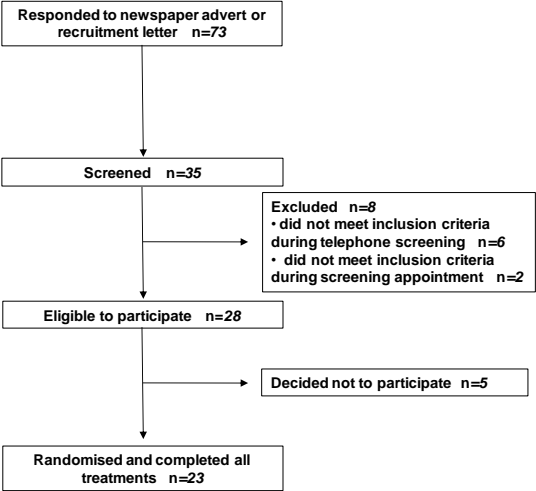 Responded to newspaper advert or
recruitment letter n=73
Screened n=35
Excluded n=8
• did not meet inclusion criteria
during telephone screening n=6
• did not meet inclusion criteria
during screening appointment n=2
Eligible to participate n=28
Decided not to participate n=5
Randomised and completed all
treatments n=23